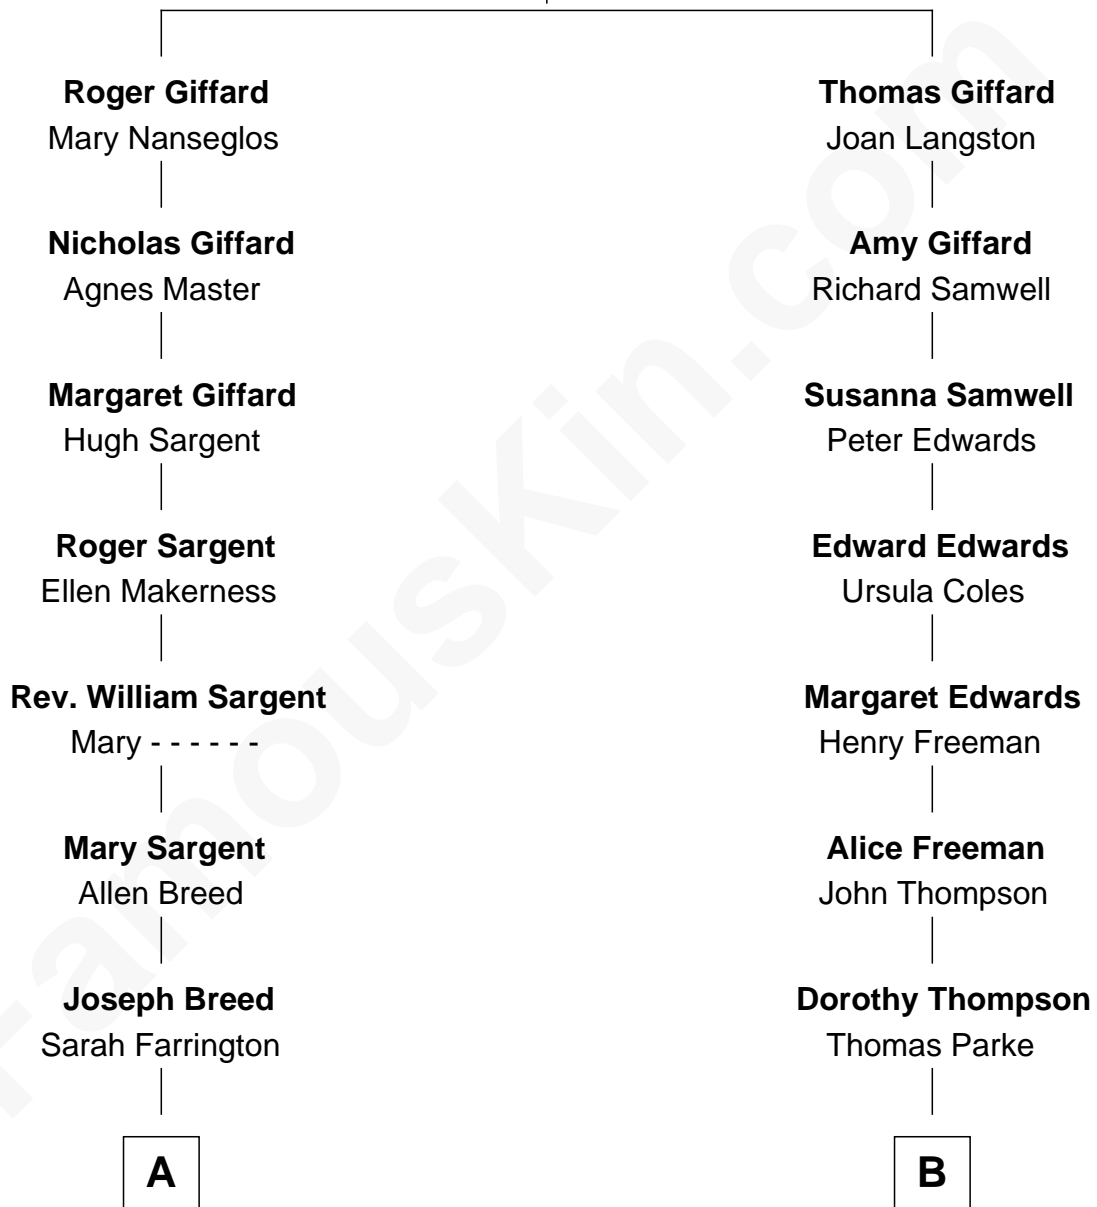 Roger Giffard
Mary Nanseglos
Nicholas Giffard
Agnes Master
Margaret Giffard
Hugh Sargent
Roger Sargent
Ellen Makerness
Rev. William Sargent
Mary - - - - - -
Mary Sargent
Allen Breed
Joseph Breed
Sarah Farrington
A
Thomas Giffard
Joan Langston
Amy Giffard
Richard Samwell
Susanna Samwell
Peter Edwards
Edward Edwards
Ursula Coles
Margaret Edwards
Henry Freeman
Alice Freeman
John Thompson
Dorothy Thompson
Thomas Parke
B
FamousKin.com